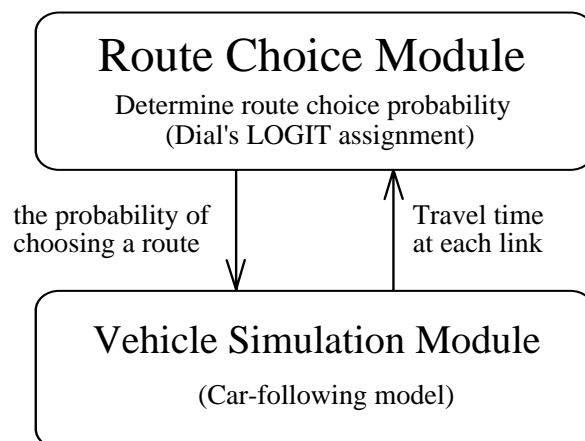 Route Choice Module
Determine route choice probability
(Dial's LOGIT assignment)
the probability of
choosing a route
Travel time
at each link
Vehicle Simulation Module
(Car-following model)